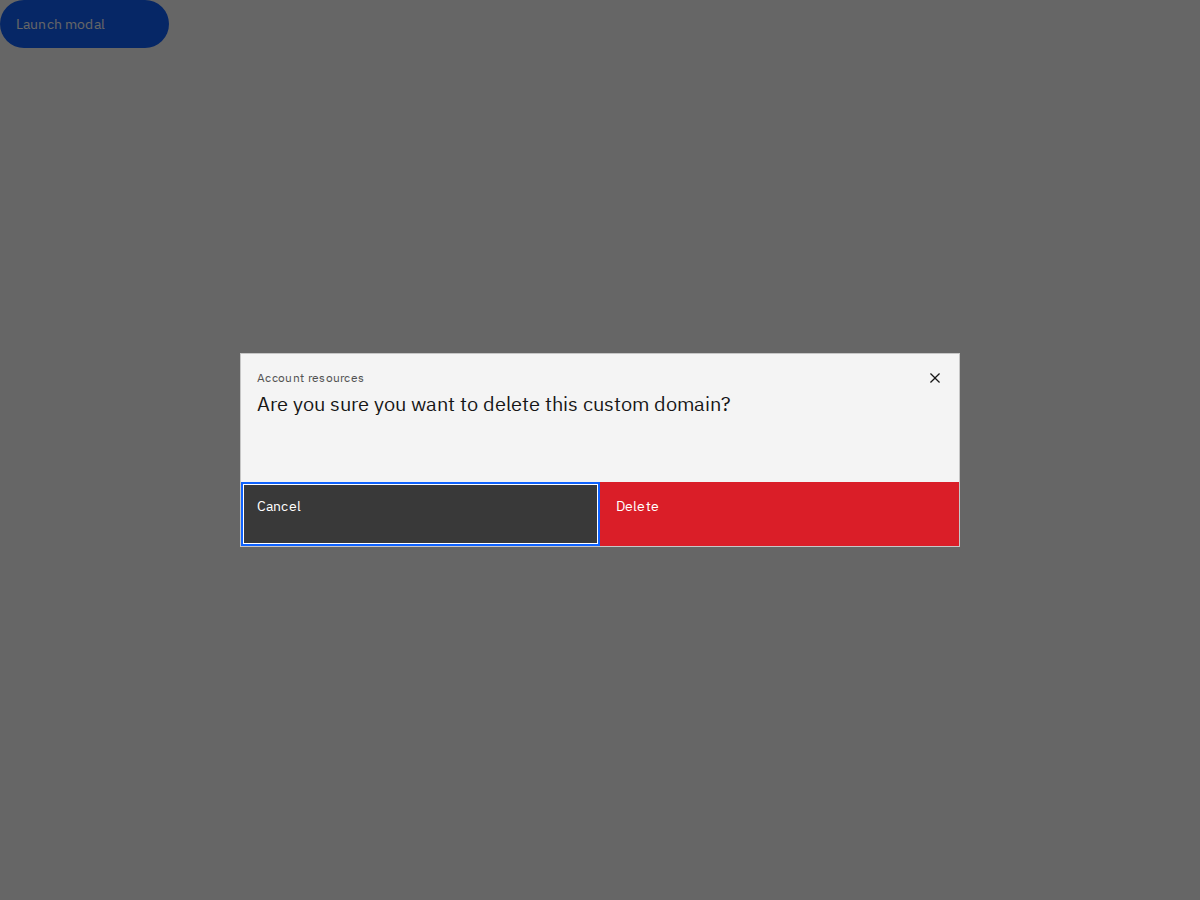 Launch modal
Account resources
Are you sure you want to delete this custom domain?
Cancel
Delete